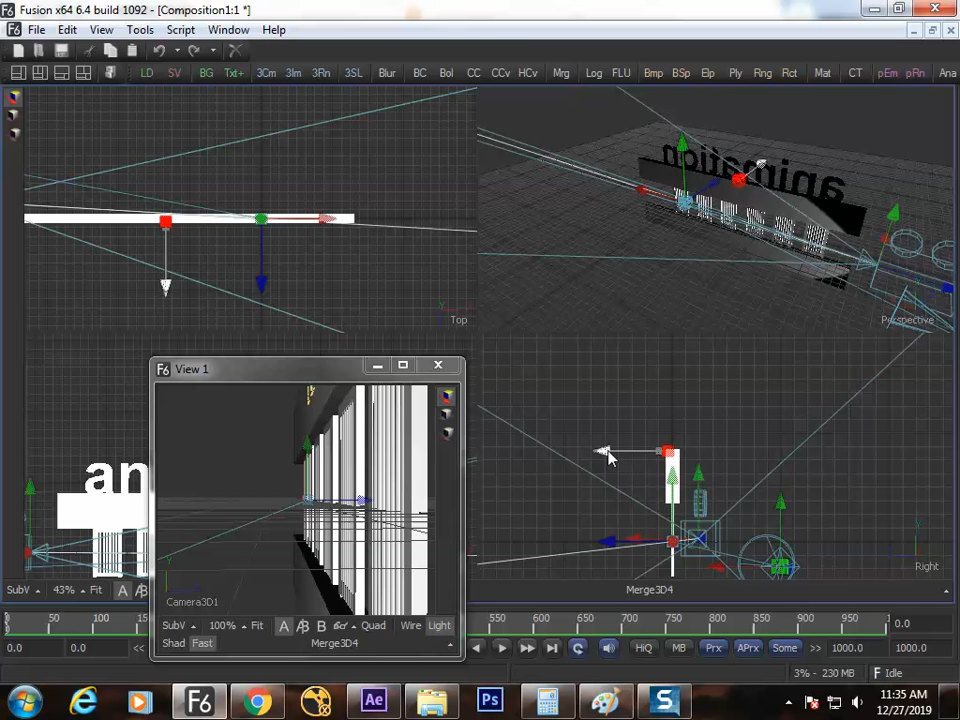 Fusion x64 6.4 build 1092 - [Composition1:1 *]
File Edit View Tools Script Window Help
LD SV BG Txt+ 3Cm 3Im 3Rn 3SL Blur BC Bol CC CCv HCv Mrg Log FLU Bmp BSp Elp Ply Rng Rct Mat CT pEm pRn Ana
animation
Top
Perspective
View 1
an
Camera3D1
Right
SubV 43% Fit A
Merge3D4
SubV 100% Fit A B Quad Wire Light
Shad Fast Merge3D4
0 50 100 550 600 650 700 750 800 850 900 950 0.0
0.0 0.0 << HiQ MB Prx APrx Some >> 1000.0 1000.0
3% - 230 MB Idle
11:35 AM
12/27/2019